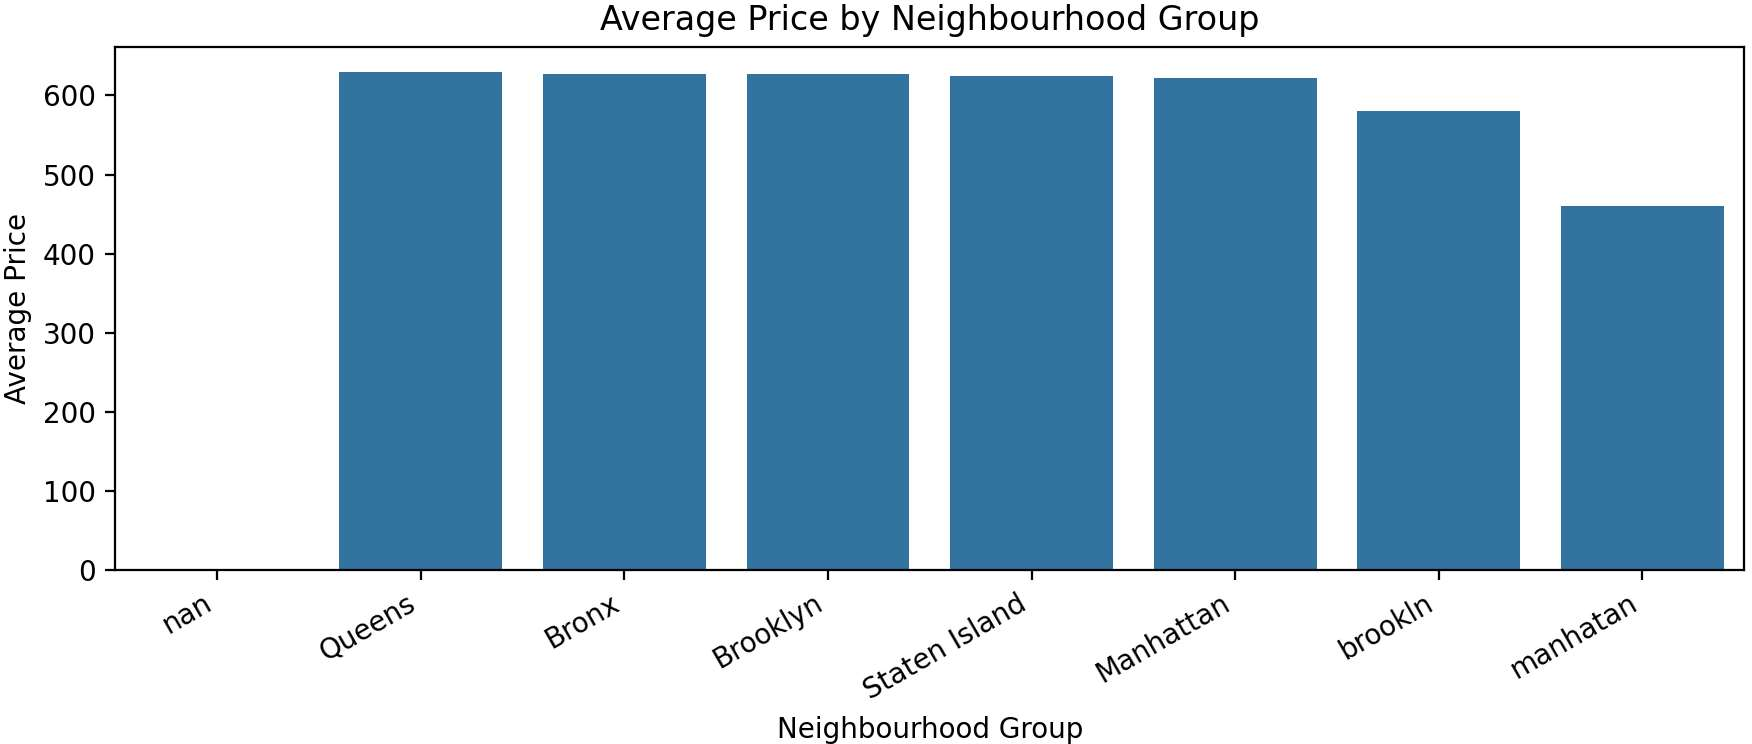 Average Price by Neighbourhood Group
Average Price
600
500
400
300
200
100
0
nan
Queens
Bronx
Brooklyn
Staten Island
Manhattan
brookln
manhatan
Neighbourhood Group